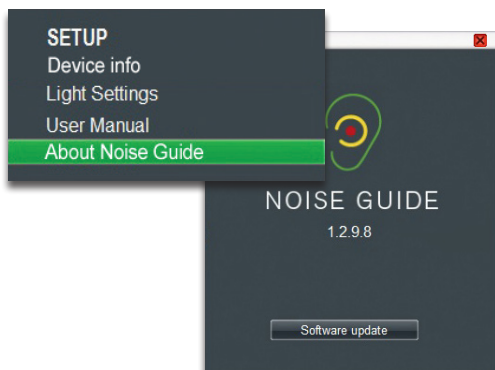 SETUP
Device info
Light Settings
User Manual
About Noise Guide
NOISE GUIDE
1.2.9.8
Software update